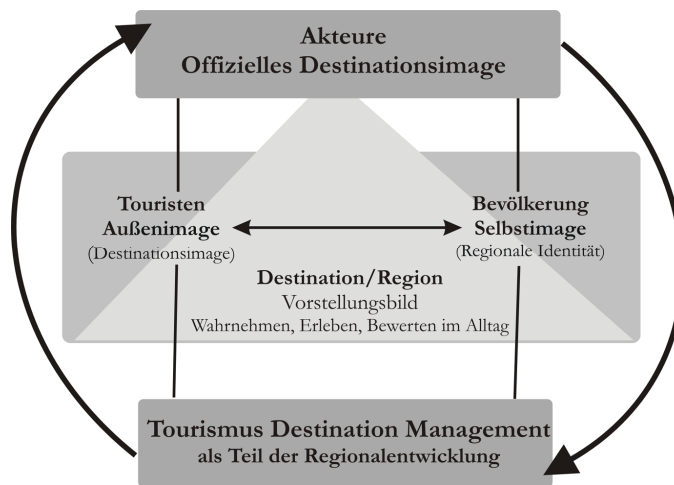 Akteure
Offizielles Destinationsimage
Touristen
Außenimage
(Destinationsimage)
Bevölkerung
Selbstimage
(Regionale Identität)
Destination/Region
Vorstellungsbild
Wahrnehmen, Erleben, Bewerten im Alltag
Tourismus Destination Management
als Teil der Regionalentwicklung